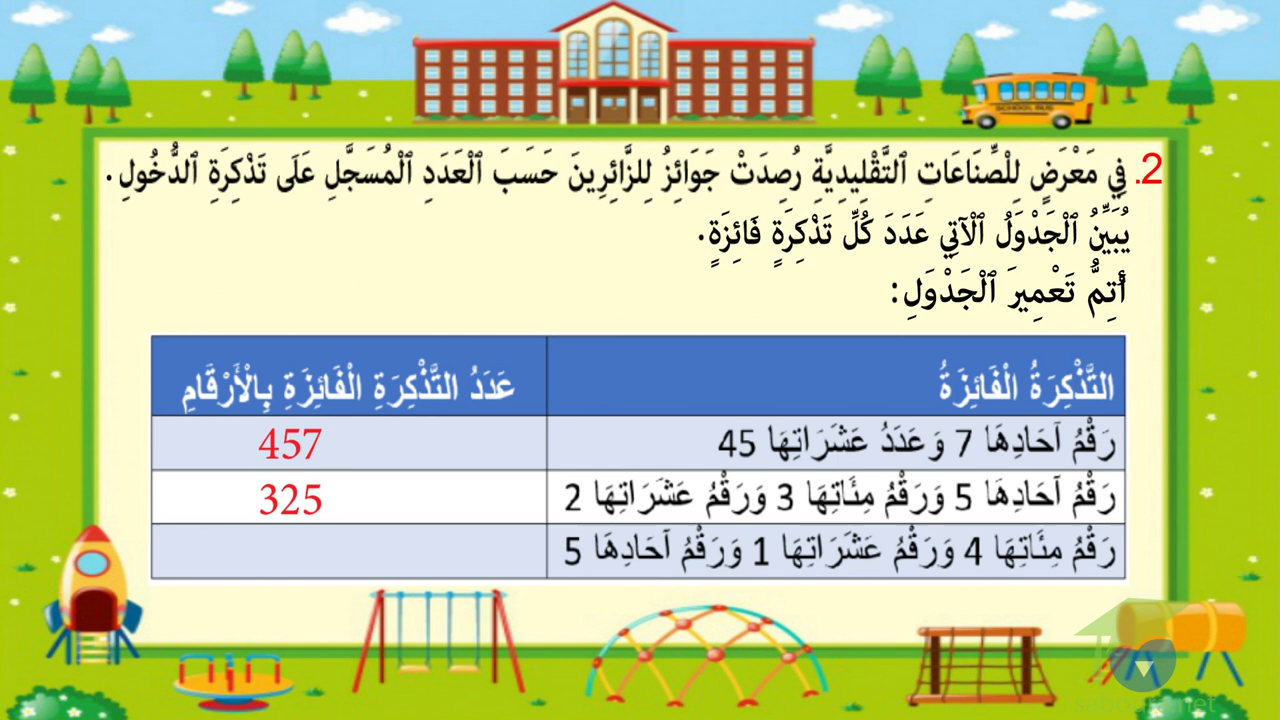 2. فِي مَعْرَضٍ لِلْصِّنَاعَاتِ ٱلتَّقْلِيدِيَّةِ رُصِدَتْ جَوَائِزُ لِلزَّائِرِينَ حَسَبَ ٱلْعَدَدِ ٱلْمُسَجَّلِ عَلَى تَذْكِرَةِ ٱلدُّخُولِ.
يُبَيِّنُ ٱلْجَدْوَلُ ٱلْآتِي عَدَدَ كُلِّ تَذْكِرَةٍ فَائِزَةٍ.
أُتِمُّ تَعْمِيرَ ٱلْجَدْوَلِ:
التَّذْكِرَةُ الْفَائِزَةُ عَدَدُ التَّذْكِرَةِ الْفَائِزَةِ بِالْأَرْقَامِ
رَقْمُ آحَادِهَا 7 وَعَدَدُ عَشَرَاتِهَا 45 457
رَقْمُ آحَادِهَا 5 وَرَقْمُ مِئَاتِهَا 3 وَرَقْمُ عَشَرَاتِهَا 2 325
رَقْمُ مِئَاتِهَا 4 وَرَقْمُ عَشَرَاتِهَا 1 وَرَقْمُ آحَادِهَا 5
SCHOOL BUS